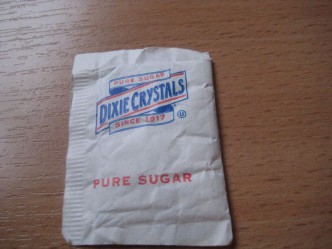 PURE SUGAR
DIXIE CRYSTALS
SINCE 1917
U
PURE SUGAR